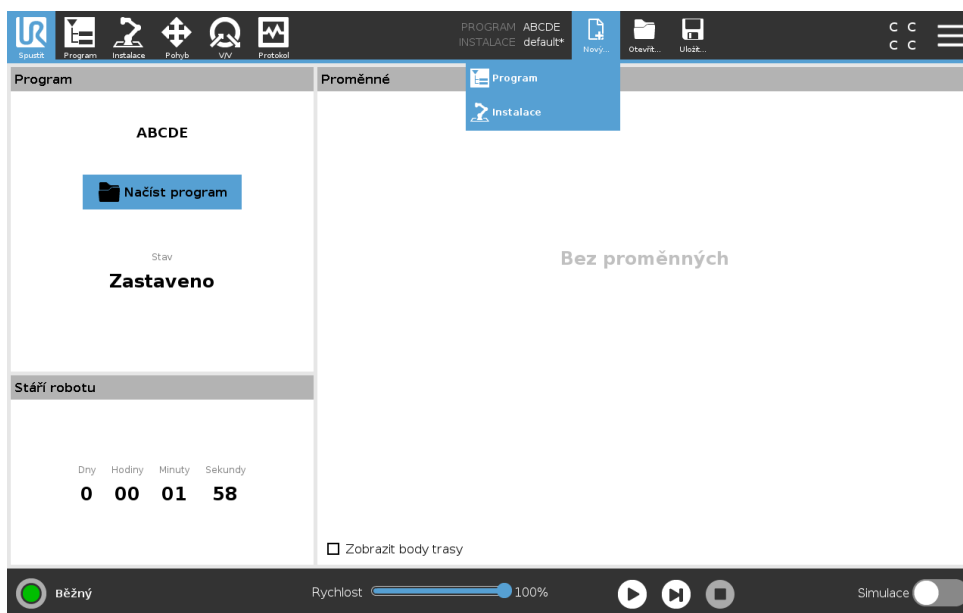 UR
PROGRAM ABCDE
INSTALACE default*
C C
C C
Spustit Program Instalace Pohyb V/V Protokol Nový... Otevřít... Uložit...
Program
Instalace
Program
ABCDE
Načíst program
Stav
Zastaveno
Stáří robotu
Dny Hodiny Minuty Sekundy
0 00 01 58
Proměnné
Bez proměnných
Zobrazit body trasy
Běžný Rychlost 100% Simulace